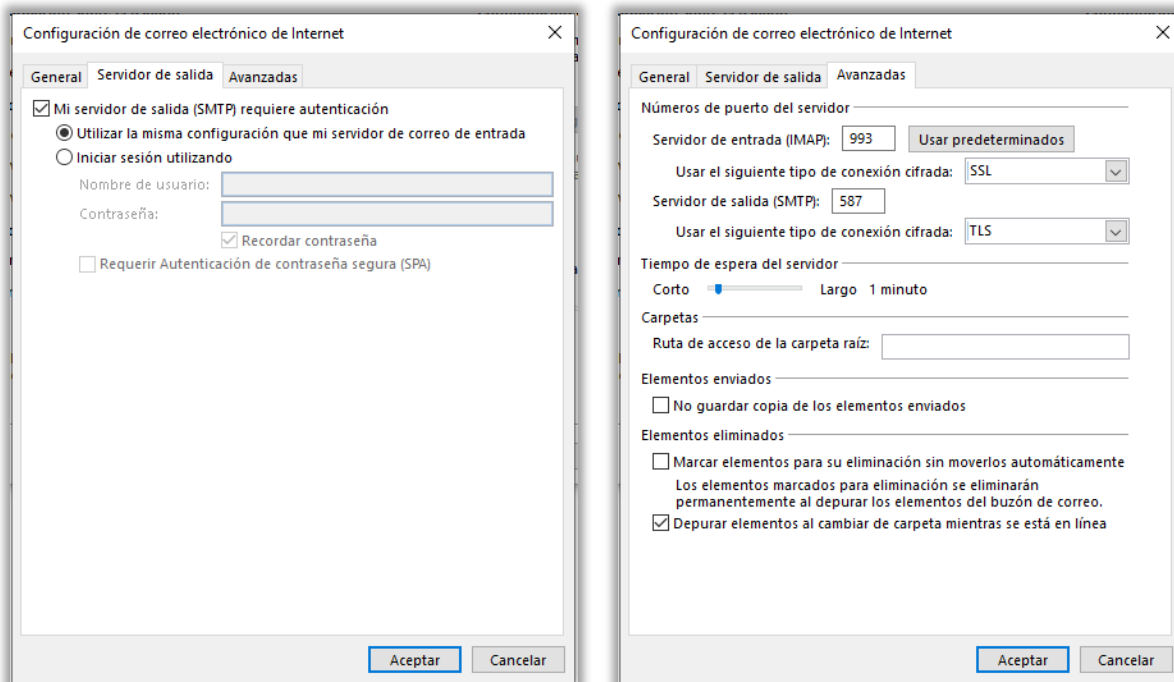 Configuración de correo electrónico de Internet
General Servidor de salida Avanzadas
Mi servidor de salida (SMTP) requiere autenticación
Utilizar la misma configuración que mi servidor de correo de entrada
Iniciar sesión utilizando
Nombre de usuario:
Contraseña:
Recordar contraseña
Requerir Autenticación de contraseña segura (SPA)
Aceptar Cancelar
Configuración de correo electrónico de Internet
General Servidor de salida Avanzadas
Números de puerto del servidor
Servidor de entrada (IMAP): 993 Usar predeterminados
Usar el siguiente tipo de conexión cifrada: SSL
Servidor de salida (SMTP): 587
Usar el siguiente tipo de conexión cifrada: TLS
Tiempo de espera del servidor
Corto Largo 1 minuto
Carpetas
Ruta de acceso de la carpeta raíz:
Elementos enviados
No guardar copia de los elementos enviados
Elementos eliminados
Marcar elementos para su eliminación sin moverlos automáticamente
Los elementos marcados para eliminación se eliminarán
permanentemente al depurar los elementos del buzón de correo.
Depurar elementos al cambiar de carpeta mientras se está en línea
Aceptar Cancelar